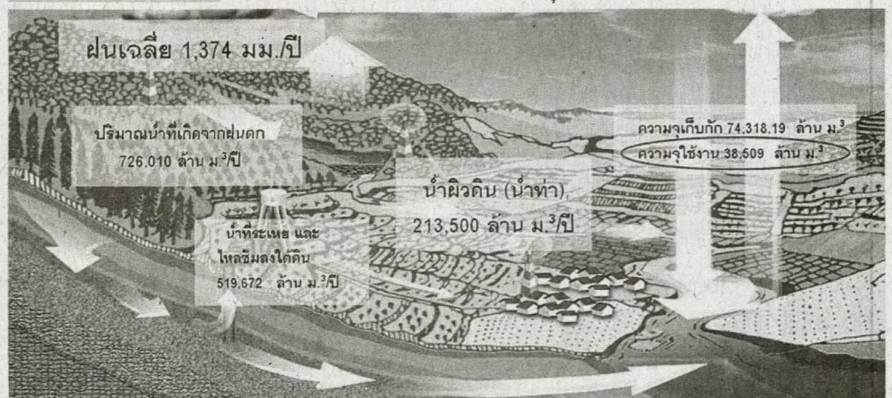 ฝนเฉลี่ย 1,374 มม./ปี
ปริมาณน้ำที่เกิดจากฝนตก
726,010 ล้าน ม.³/ปี
น้ำที่ระเหย และ
ไหลซึมลงใต้ดิน
519,672 ล้าน ม.³/ปี
น้ำผิวดิน (น้ำท่า)
213,500 ล้าน ม.³/ปี
ความจุเก็บกัก 74,318.19 ล้าน ม.³
ความจุใช้งาน 38,509 ล้าน ม.³